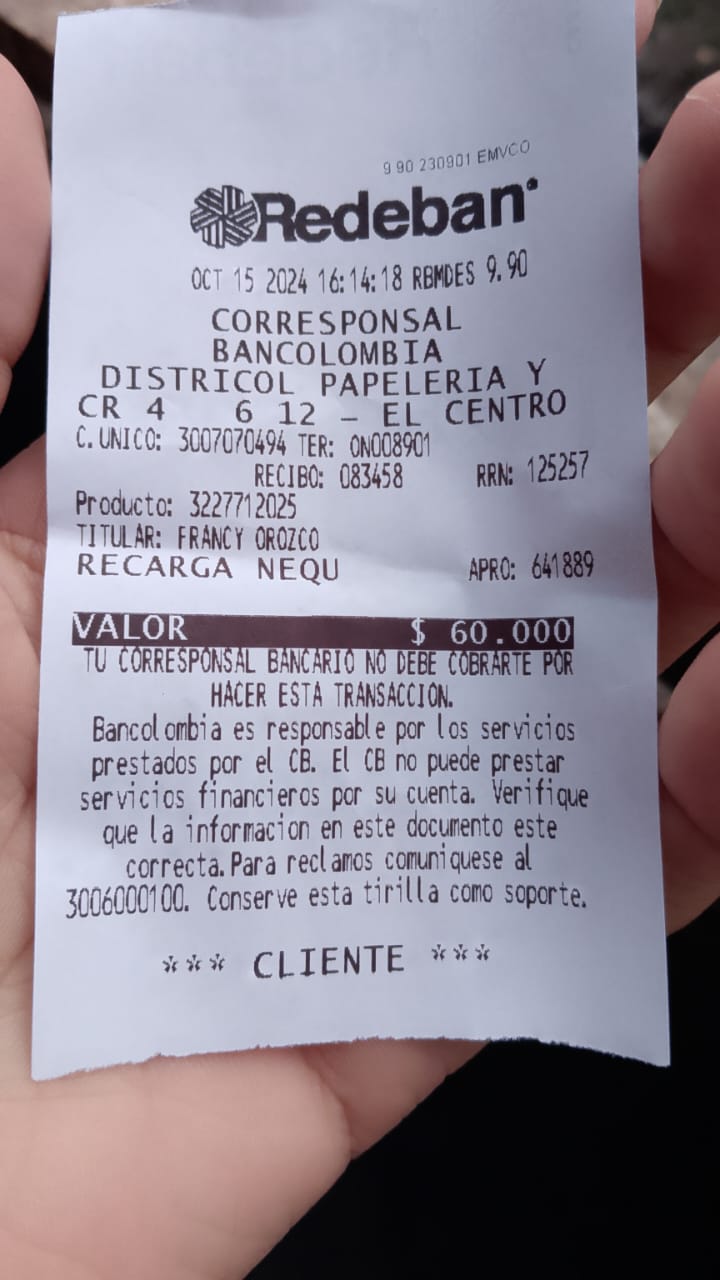 9 90 230901 EMVCO
Redeban
OCT 15 2024 16:14:18 RBMDES 9.90
CORRESPONSAL
BANCOLOMBIA
DISTRICOL PAPELERIA Y
CR 4 6 12 – EL CENTRO
C.UNICO: 3007070494 TER: ON008901
RECIBO: 083458 RRN: 125257
Producto: 3227712025
TITULAR: FRANCY OROZCO
RECARGA NEQU APRO: 641889
VALOR $ 60.000
TU CORRESPONSAL BANCARIO NO DEBE COBRARTE POR
HACER ESTA TRANSACCION.
Bancolombia es responsable por los servicios
prestados por el CB. El CB no puede prestar
servicios financieros por su cuenta. Verifique
que la informacion en este documento este
correcta. Para reclamos comuniquese al
3006000100. Conserve esta tirilla como soporte.
*** CLIENTE ***